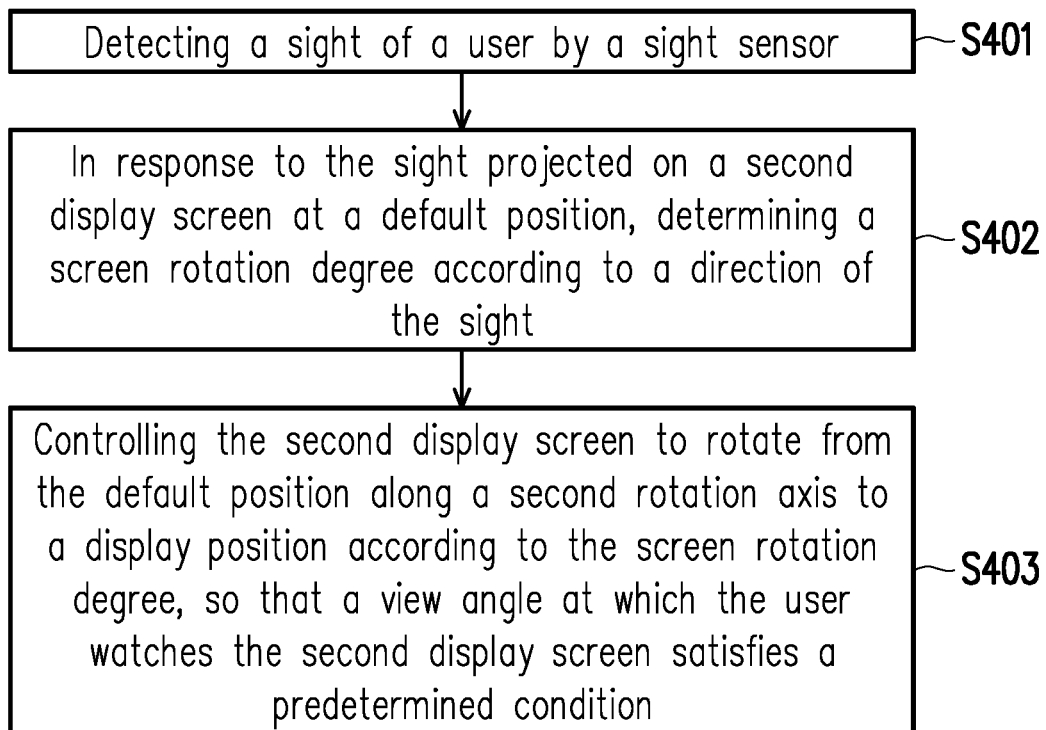 Detecting a sight of a user by a sight sensor
S401
In response to the sight projected on a second
display screen at a default position, determining a
screen rotation degree according to a direction of
the sight
S402
Controlling the second display screen to rotate from
the default position along a second rotation axis to
a display position according to the screen rotation
degree, so that a view angle at which the user
watches the second display screen satisfies a
predetermined condition
S403